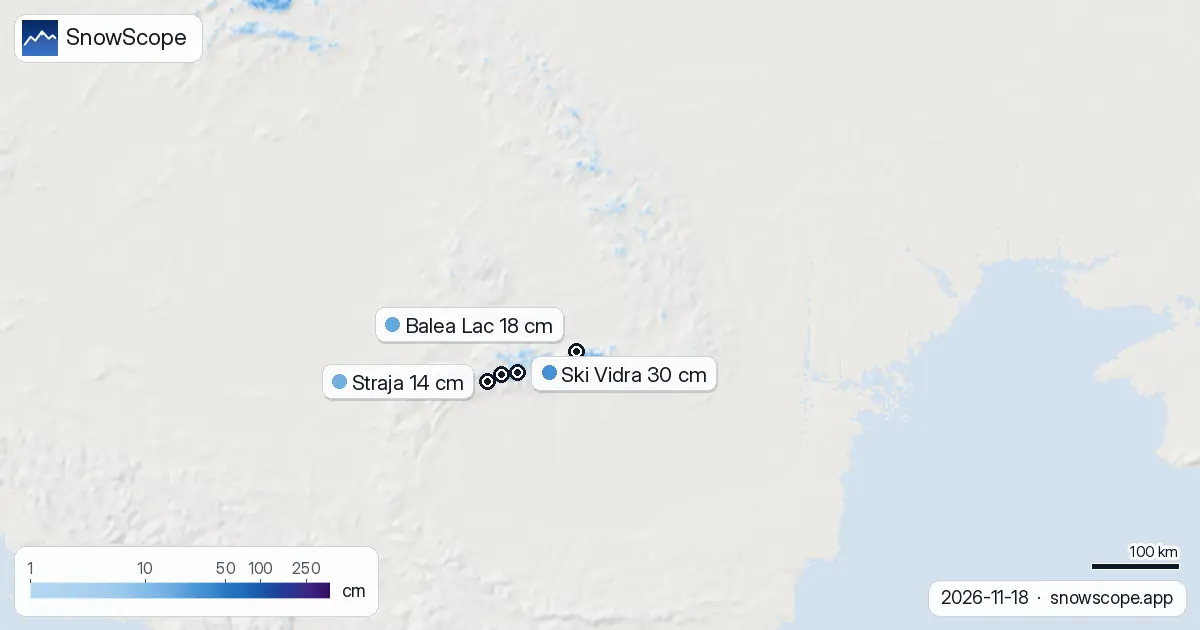 SnowScope
Balea Lac 18 cm
Straja 14 cm
Ski Vidra 30 cm
1 10 50 100 250
cm
100 km
2026-11-18 · snowscope.app